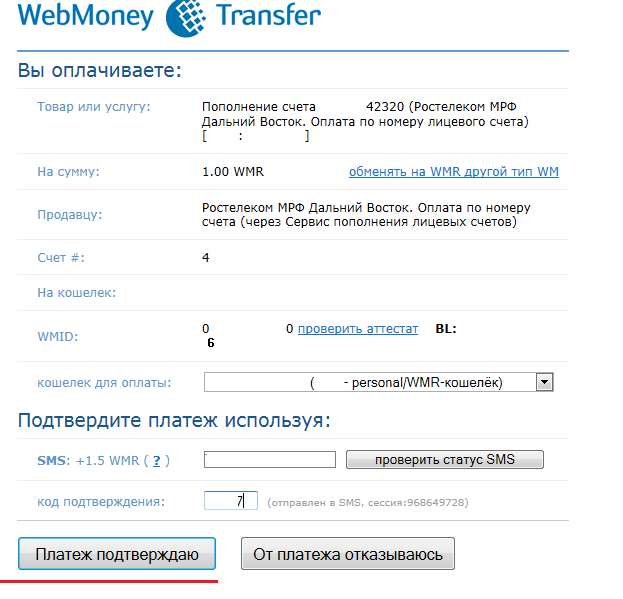 WebMoney Transfer
Вы оплачиваете:
Товар или услугу: Пополнение счета 42320 (Ростелеком МРФ
Дальний Восток. Оплата по номеру лицевого счета)
[ : ]
На сумму: 1.00 WMR обменять на WMR другой тип WM
Продавцу: Ростелеком МРФ Дальний Восток. Оплата по номеру
счета (через Сервис пополнения лицевых счетов)
Счет #: 4
На кошелек:
WMID: 0 0 проверить аттестат BL:
6
кошелек для оплаты: ( - personal/WMR-кошелёк)
Подтвердите платеж используя:
SMS: +1.5 WMR ( ? ) проверить статус SMS
код подтверждения: 7 (отправлен в SMS, сессия:968649728)
Платеж подтверждаю От платежа отказываюсь